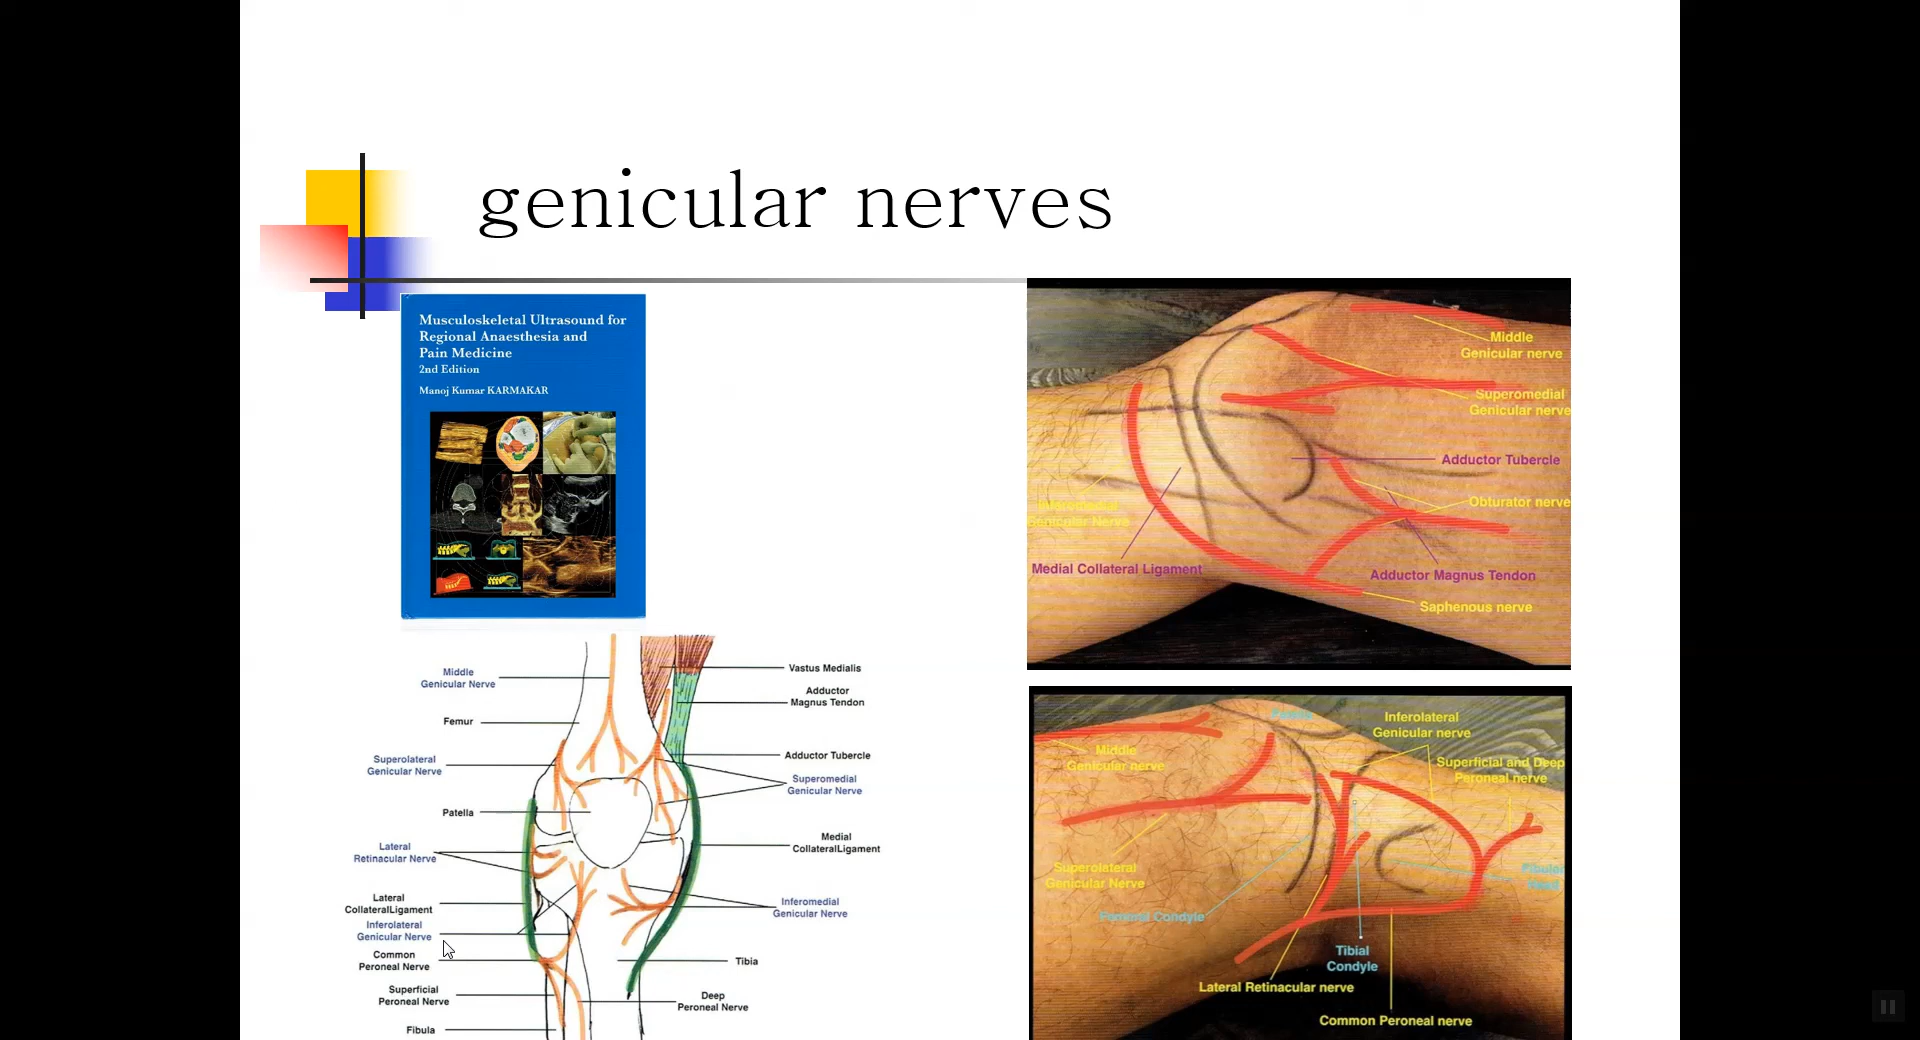 genicular nerves
Musculoskeletal Ultrasound for
Regional Anaesthesia and
Pain Medicine
2nd Edition
Manoj Kumar KARMAKAR
Middle
Genicular nerve
Superomedial
Genicular nerve
Adductor Tubercle
Obturator nerve
Inferomedial
Genicular Nerve
Medial Collateral Ligament
Adductor Magnus Tendon
Saphenous nerve
Middle
Genicular Nerve
Femur
Superolateral
Genicular Nerve
Patella
Lateral
Retinacular Nerve
Lateral
CollateralLigament
Inferolateral
Genicular Nerve
Common
Peroneal Nerve
Superficial
Peroneal Nerve
Fibula
Vastus Medialis
Adductor
Magnus Tendon
Adductor Tubercle
Superomedial
Genicular Nerve
Medial
CollateralLigament
Inferomedial
Genicular Nerve
Tibia
Deep
Peroneal Nerve
Inferolateral
Genicular nerve
Middle
Genicular nerve
Superficial and Deep
Peroneal nerve
Superolateral
Genicular Nerve
Femoral Condyle
Tibial
Condyle
Lateral Retinacular nerve
Common Peroneal nerve